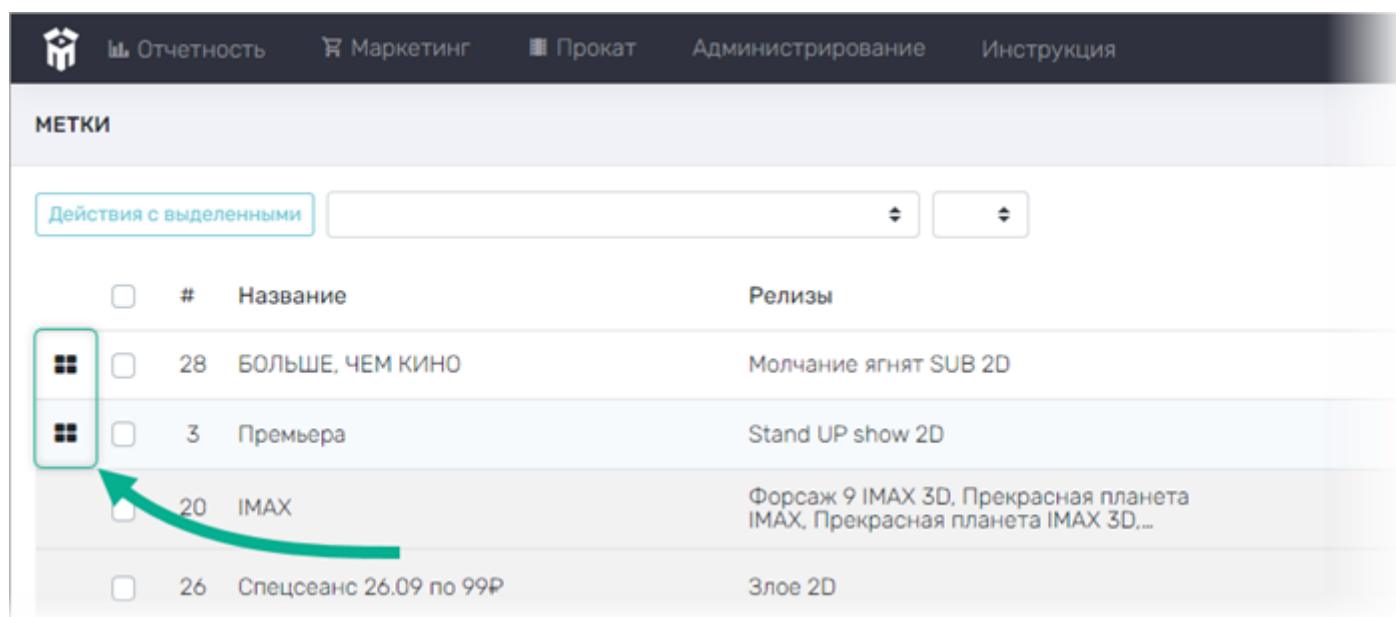 Отчетность Маркетинг Прокат Администрирование Инструкция
МЕТКИ
Действия с выделенными
# Название Релизы
28 БОЛЬШЕ, ЧЕМ КИНО Молчание ягнят SUB 2D
3 Премьера Stand UP show 2D
20 IMAX Форсаж 9 IMAX 3D, Прекрасная планета
IMAX, Прекрасная планета IMAX 3D,...
26 Спецсеанс 26.09 по 99₽ Злое 2D